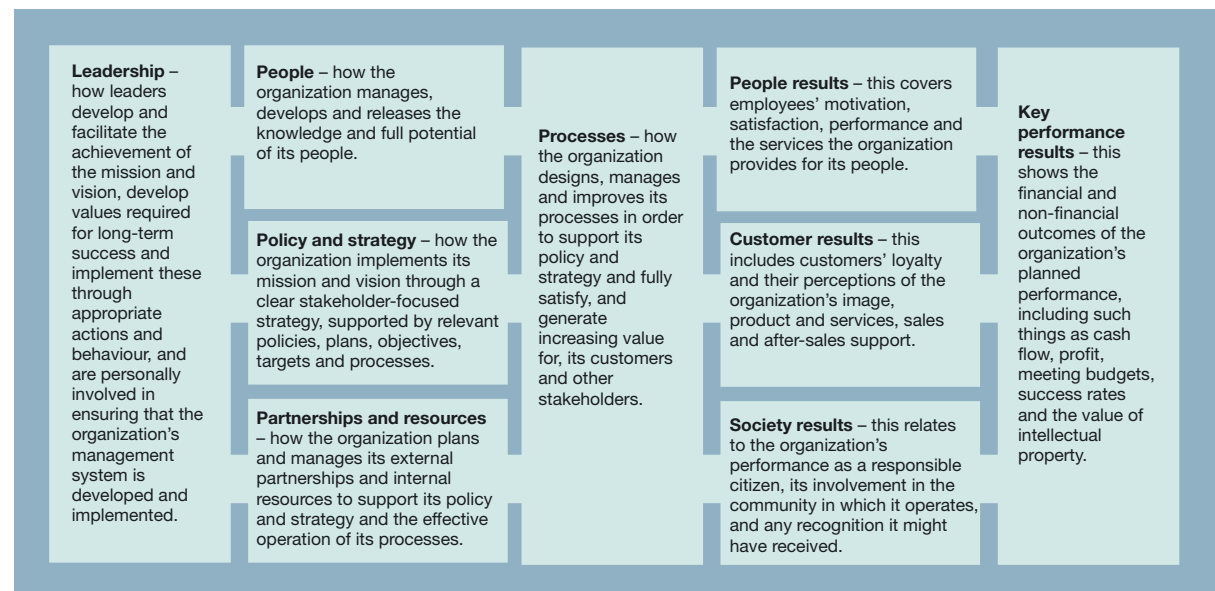 Leadership –
how leaders
develop and
facilitate the
achievement of
the mission and
vision, develop
values required
for long-term
success and
implement these
through
appropriate
actions and
behaviour, and
are personally
involved in
ensuring that the
organization’s
management
system is
developed and
implemented.
People – how the
organization manages,
develops and releases the
knowledge and full potential
of its people.
Policy and strategy – how the
organization implements its
mission and vision through a
clear stakeholder-focused
strategy, supported by relevant
policies, plans, objectives,
targets and processes.
Partnerships and resources
– how the organization plans
and manages its external
partnerships and internal
resources to support its policy
and strategy and the effective
operation of its processes.
Processes – how
the organization
designs, manages
and improves its
processes in order
to support its
policy and
strategy and fully
satisfy, and
generate
increasing value
for, its customers
and other
stakeholders.
People results – this covers
employees’ motivation,
satisfaction, performance and
the services the organization
provides for its people.
Customer results – this
includes customers’ loyalty
and their perceptions of the
organization’s image,
product and services, sales
and after-sales support.
Society results – this relates
to the organization’s
performance as a responsible
citizen, its involvement in the
community in which it operates,
and any recognition it might
have received.
Key
performance
results – this
shows the
financial and
non-financial
outcomes of the
organization’s
planned
performance,
including such
things as cash
flow, profit,
meeting budgets,
success rates
and the value of
intellectual
property.